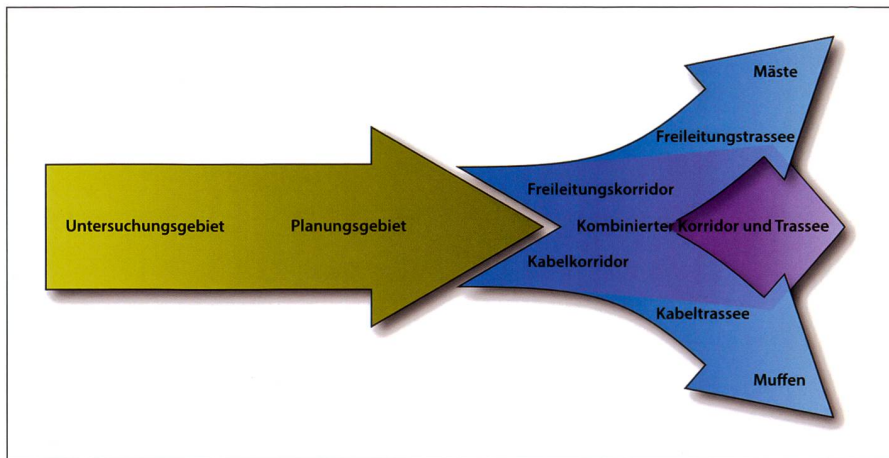 Untersuchungsgebiet
Planungsgebiet
Mäste
Freileitungstrassee
Freileitungskorridor
Kombinierter Korridor und Trassee
Kabelkorridor
Kabeltrassee
Muffen